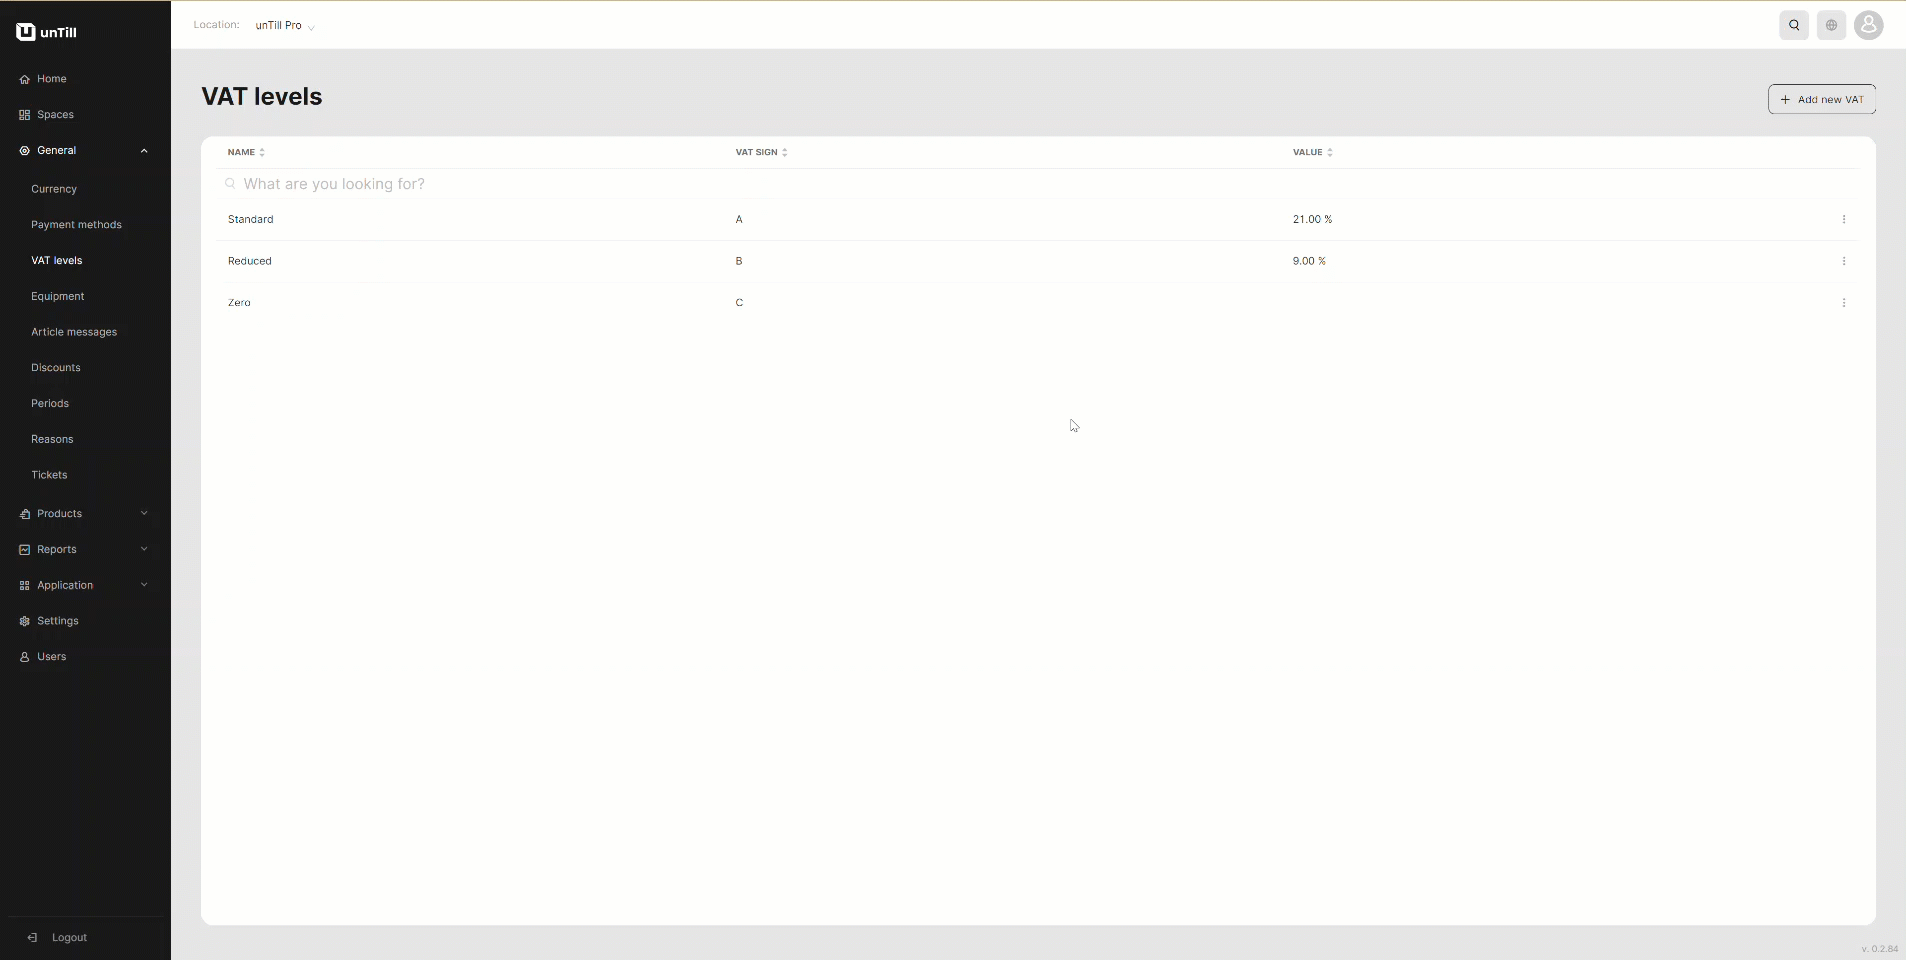 unTill
Location: unTill Pro
Home
Spaces
General
Currency
Payment methods
VAT levels
Equipment
Article messages
Discounts
Periods
Reasons
Tickets
Products
Reports
Application
Settings
Users
Logout
VAT levels
Add new VAT
NAME VAT SIGN VALUE
What are you looking for?
Standard A 21.00 %
Reduced B 9.00 %
Zero C
v. 0.2.84